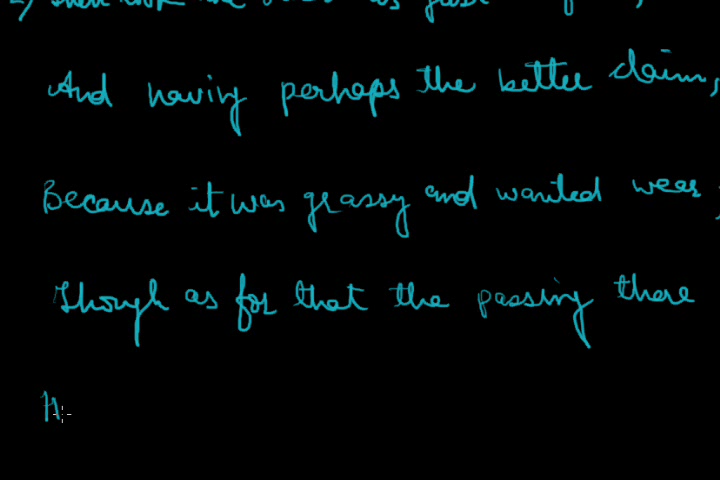 And having perhaps the better claim,
Because it was grassy and wanted wear;
Though as for that the passing there